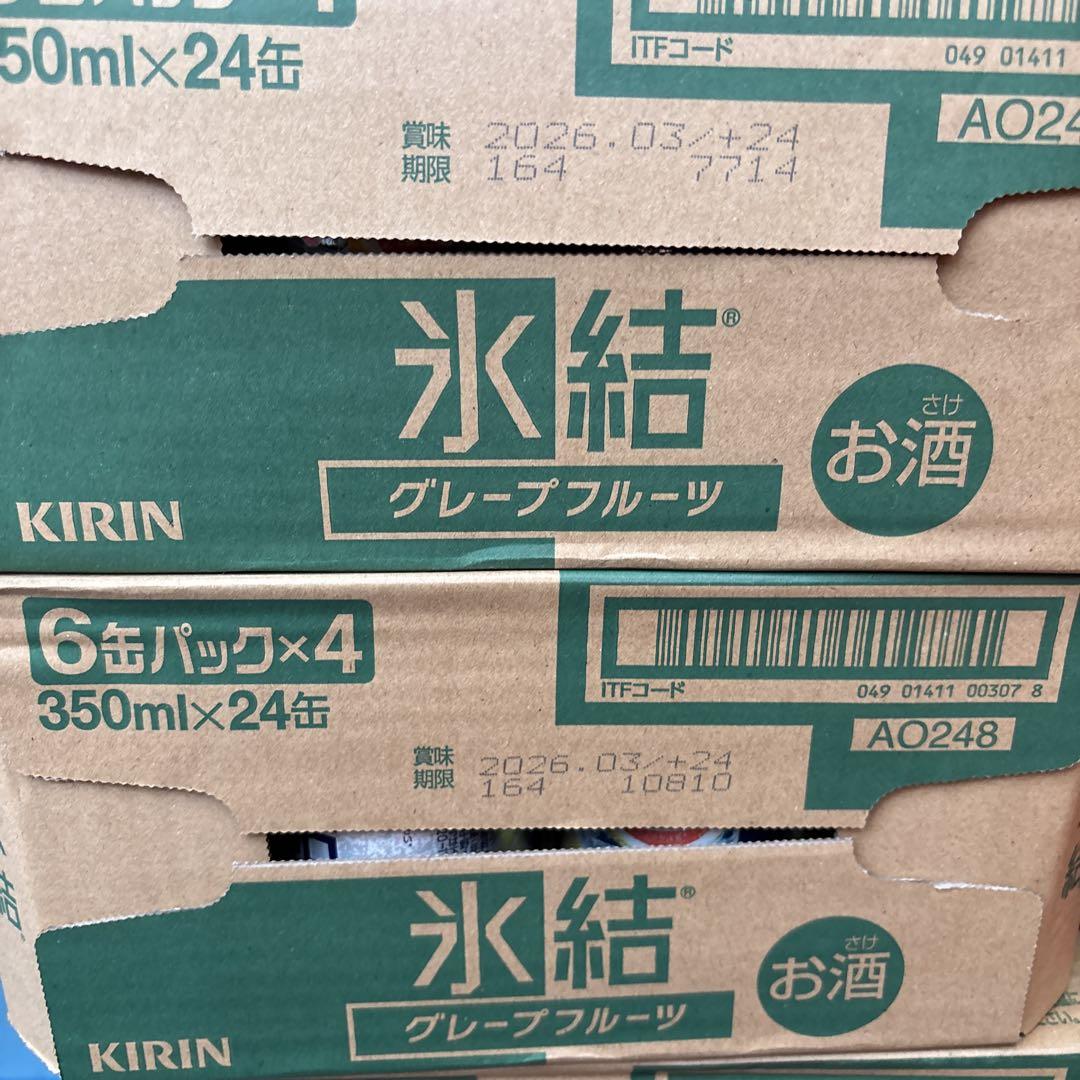 50ml×24缶
ITFコード
049 01411
AO24
賞味期限
2026.03/+24
164 7714
氷結®
グレープフルーツ
さけ
お酒
KIRIN
6缶パック×4
350ml×24缶
ITFコード
049 01411 00307 8
AO248
賞味期限
2026.03/+24
164 10810
氷結®
グレープフルーツ
さけ
お酒
KIRIN